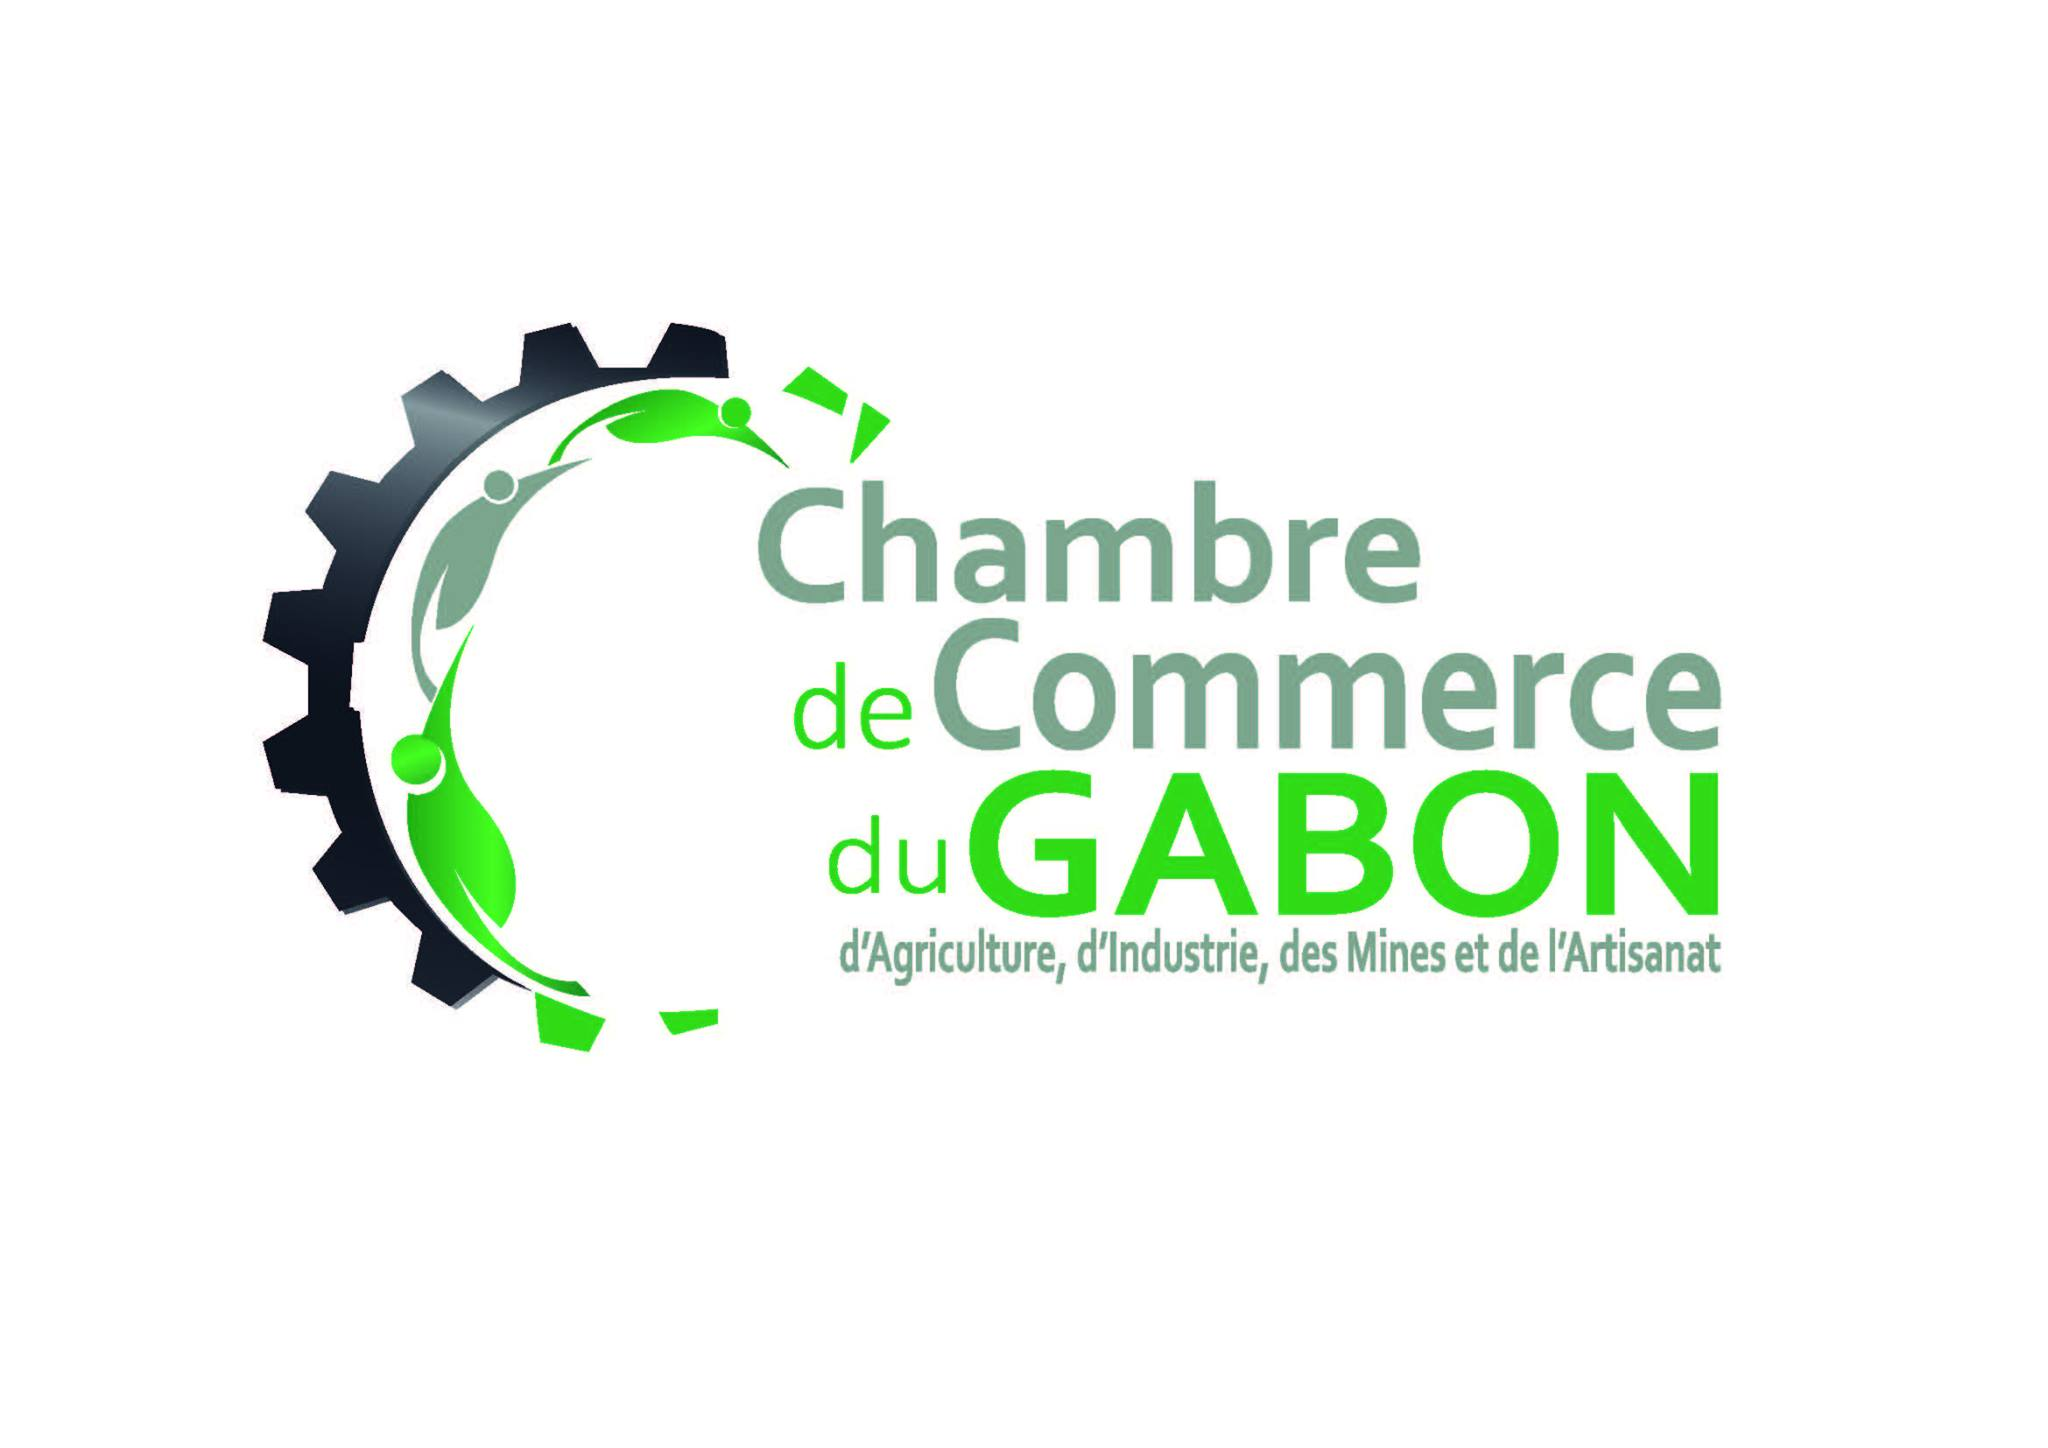 Chambre
de Commerce
du GABON
d'Agriculture, d'Industrie, des Mines et de l'Artisanat